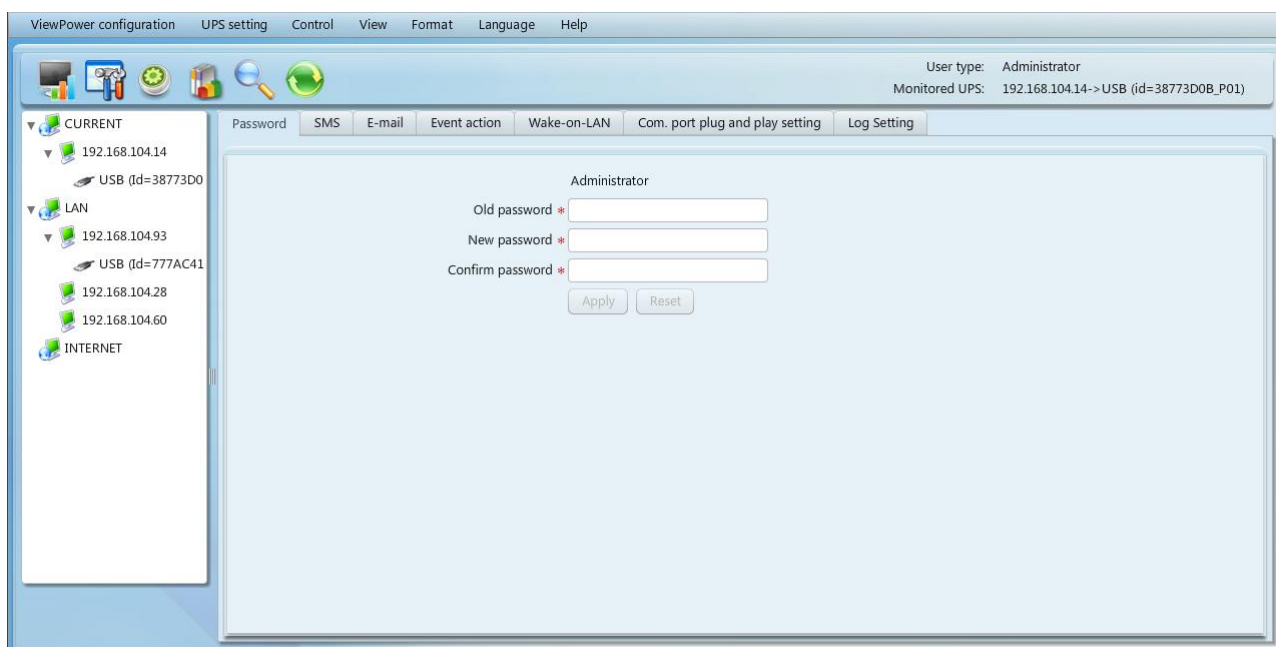 ViewPower configuration UPS setting Control View Format Language Help
User type: Administrator
Monitored UPS: 192.168.104.14->USB (id=38773D0B_P01)
CURRENT
192.168.104.14
USB (Id=38773D0
LAN
192.168.104.93
USB (Id=777AC41
192.168.104.28
192.168.104.60
INTERNET
Password SMS E-mail Event action Wake-on-LAN Com. port plug and play setting Log Setting
Administrator
Old password *
New password *
Confirm password *
Apply Reset